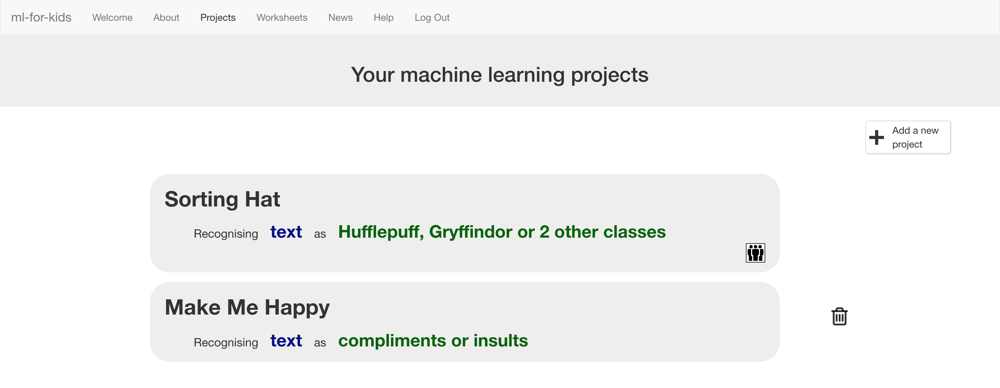 ml-for-kids Welcome About Projects Worksheets News Help Log Out
Your machine learning projects
Add a new
project
Sorting Hat
Recognising text as Hufflepuff, Gryffindor or 2 other classes
Make Me Happy
Recognising text as compliments or insults